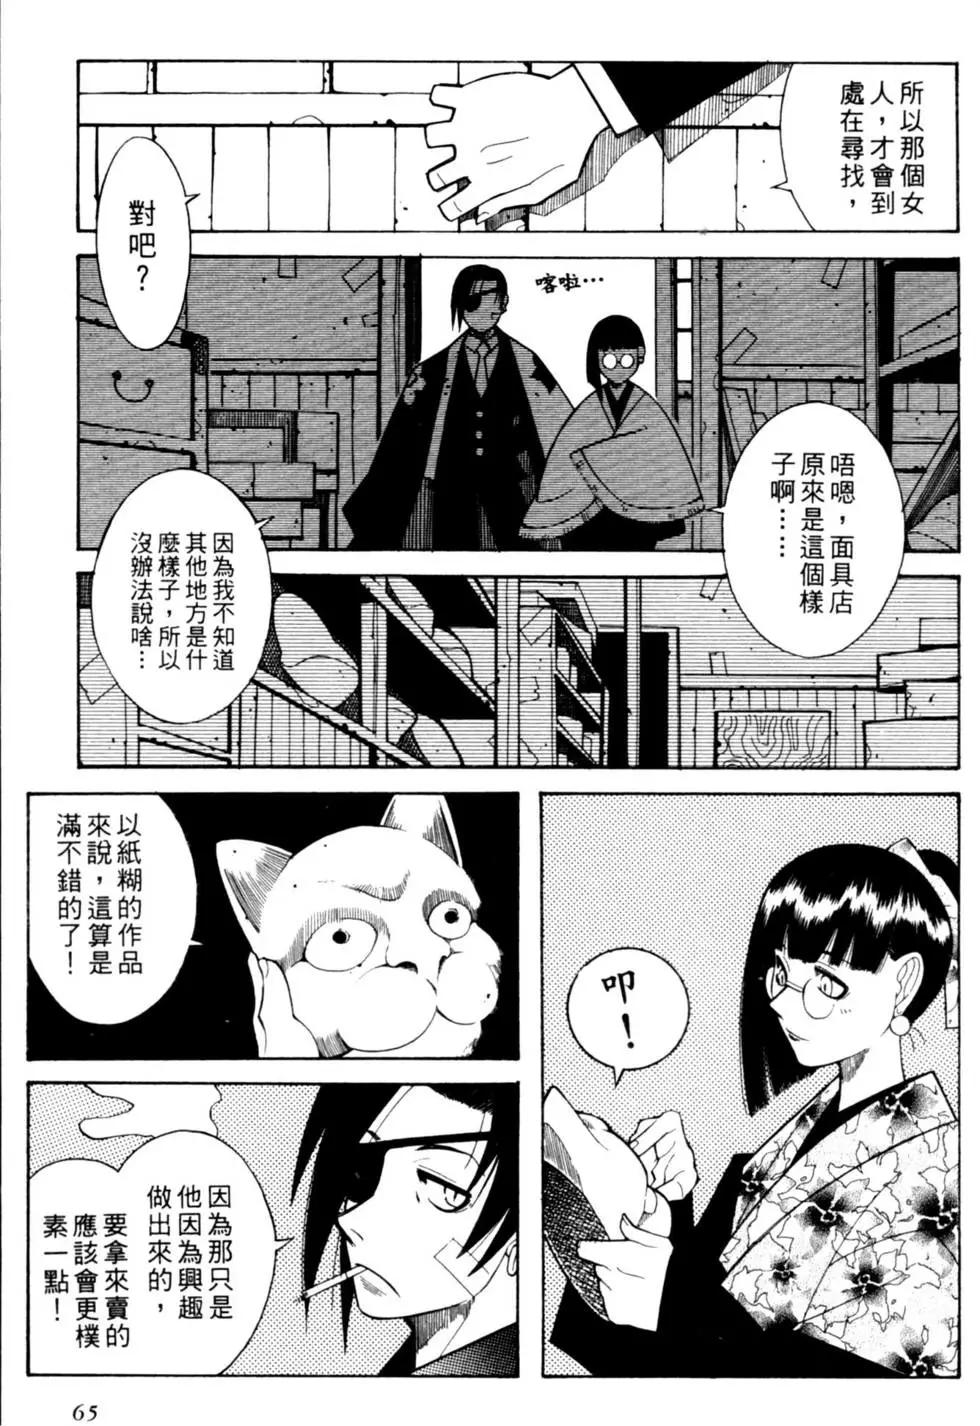 所以那個女
人，才會到
處在尋找，
對吧？
喀啦…
唔嗯，面具店
原來是這個樣
子啊……
因為我不知道
其他地方是什
麼樣子，所以
沒辦法說啥…
叩！
以紙糊的作品
來說，這算是
滿不錯的了！
因為那只是
他因為興趣
做出來的，
要拿來賣的
應該會更樸
素一點！
65